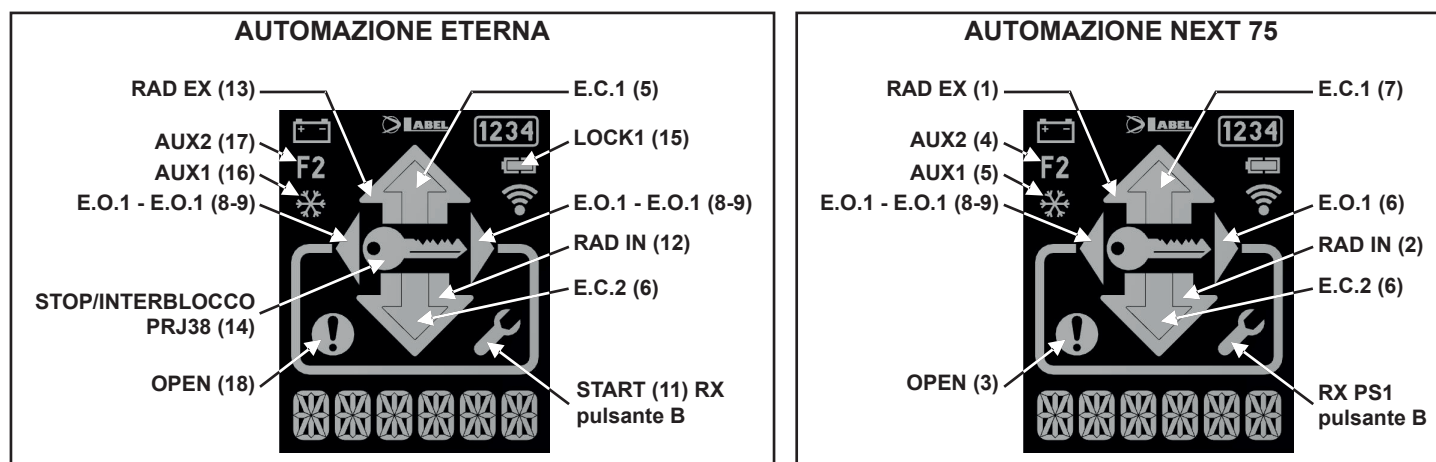 AUTOMAZIONE ETERNA
RAD EX (13)
E.C.1 (5)
LABEL
1234
AUX2 (17)
LOCK1 (15)
F2
AUX1 (16)
E.O.1 - E.O.1 (8-9)
E.O.1 - E.O.1 (8-9)
RAD IN (12)
E.C.2 (6)
STOP/INTERBLOCCO
PRJ38 (14)
OPEN (18)
START (11) RX
pulsante B
AUTOMAZIONE NEXT 75
RAD EX (1)
E.C.1 (7)
LABEL
1234
AUX2 (4)
F2
AUX1 (5)
E.O.1 - E.O.1 (8-9)
E.O.1 (6)
RAD IN (2)
E.C.2 (6)
OPEN (3)
RX PS1
pulsante B